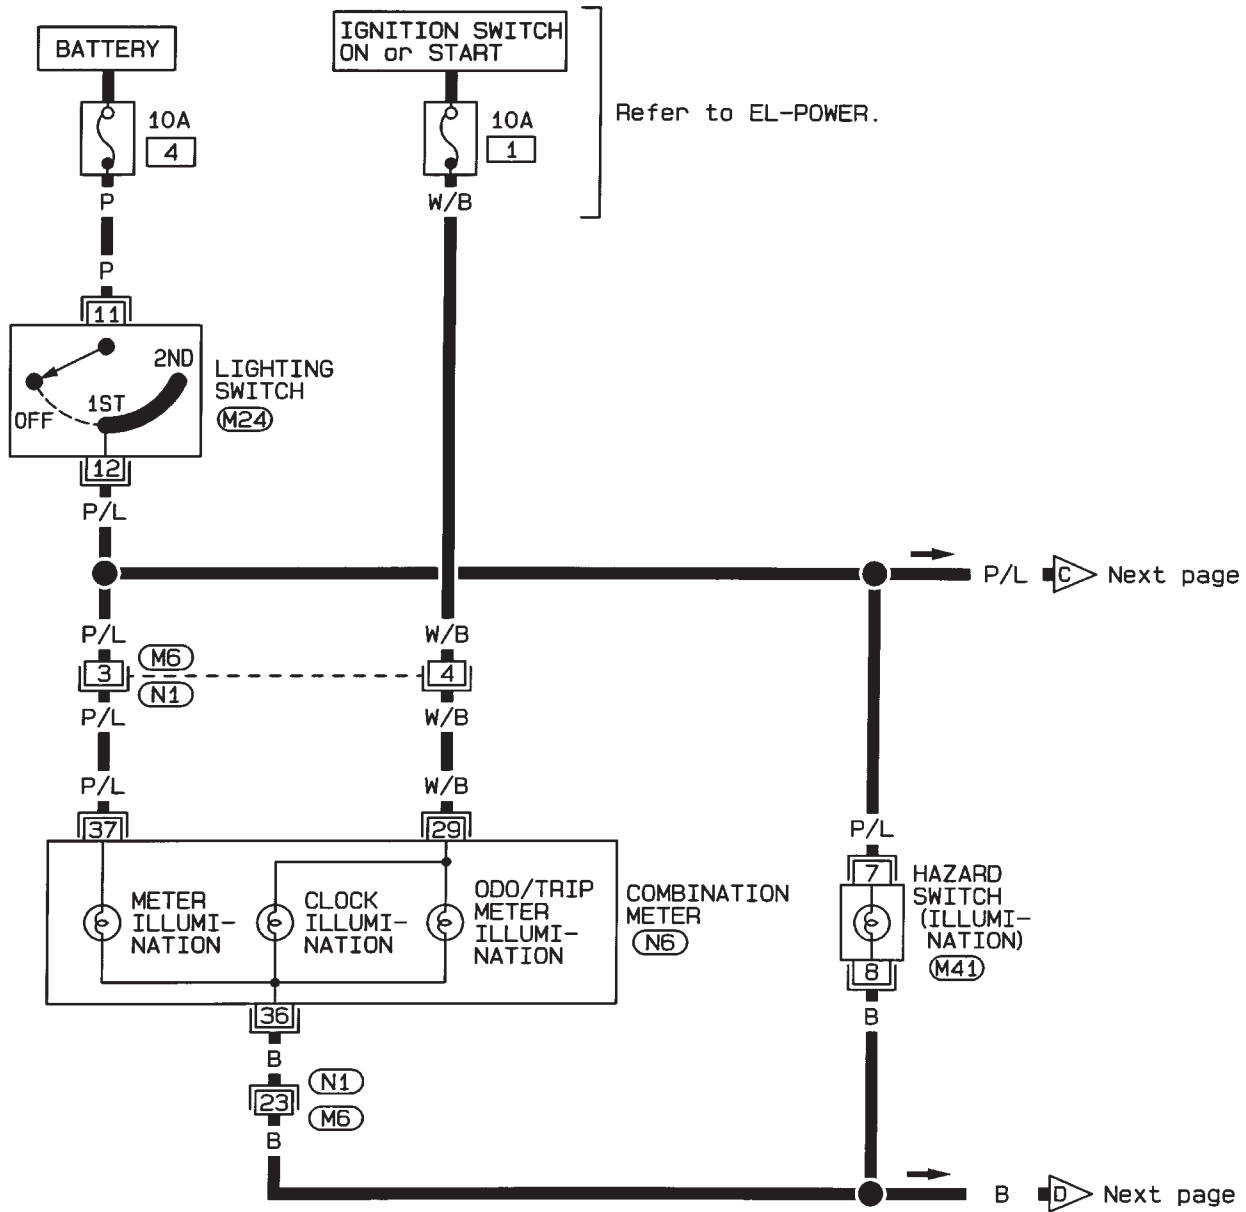 BATTERY
IGNITION SWITCH
ON or START
Refer to EL-POWER.
10A
4
10A
1
P
W/B
P
11
2ND
1ST
OFF
LIGHTING
SWITCH
M24
12
P/L
P/L
C
Next page
P/L
W/B
3
M6
N1
4
P/L
W/B
P/L
W/B
37
29
METER
ILLUMI-
NATION
CLOCK
ILLUMI-
NATION
ODO/TRIP
METER
ILLUMI-
NATION
COMBINATION
METER
N6
P/L
7
HAZARD
SWITCH
(ILLUMI-
NATION)
M41
8
B
36
B
23
N1
M6
B
B
D
Next page